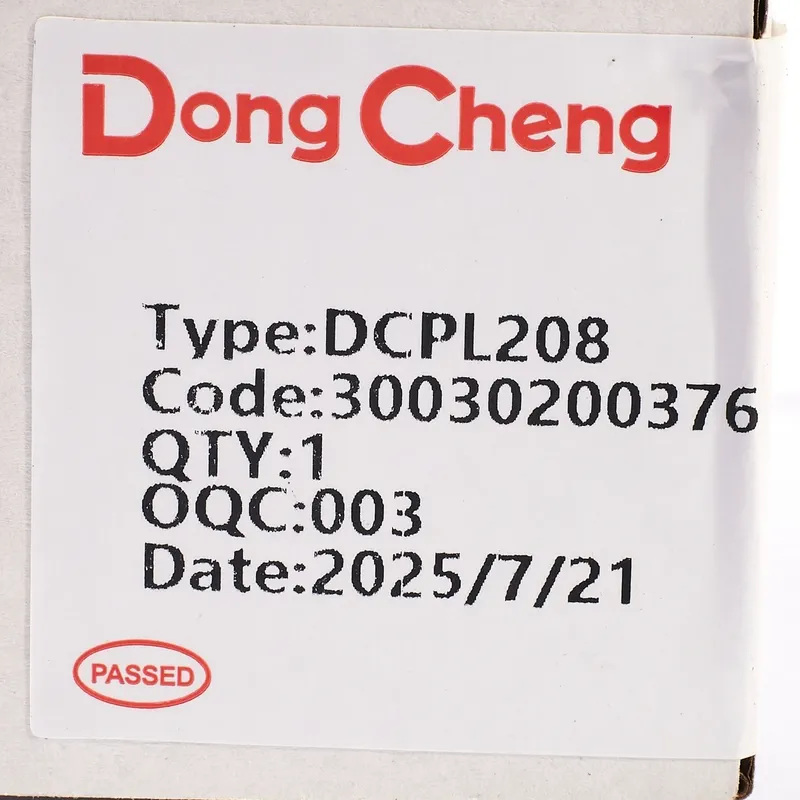 Dong Cheng
Type:DCPL208
Code:30030200376
QTY:1
OQC:003
Date:2025/7/21
PASSED